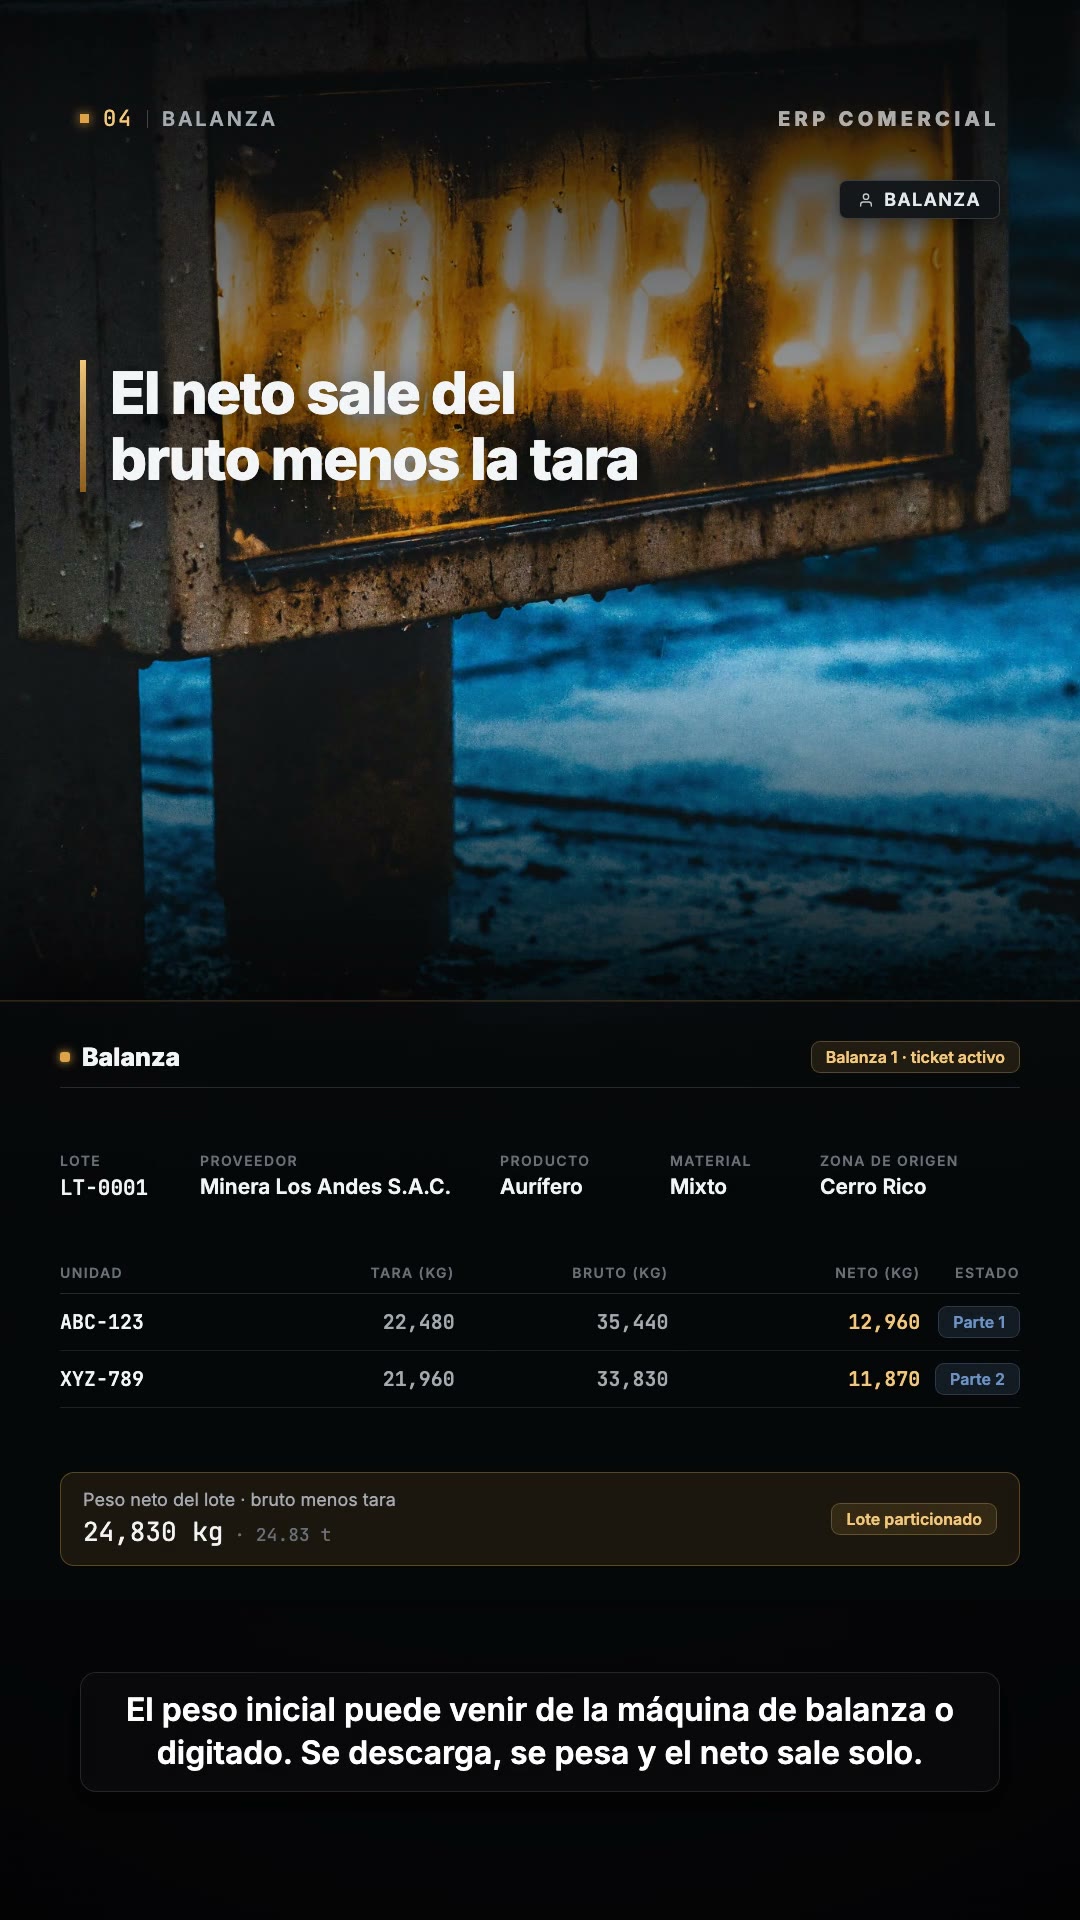 04 BALANZA
ERP COMERCIAL
BALANZA
El neto sale del
bruto menos la tara
Balanza
Balanza 1 · ticket activo
LOTE PROVEEDOR PRODUCTO MATERIAL ZONA DE ORIGEN
LT-0001 Minera Los Andes S.A.C. Aurífero Mixto Cerro Rico
UNIDAD TARA (KG) BRUTO (KG) NETO (KG) ESTADO
ABC-123 22,480 35,440 12,960 Parte 1
XYZ-789 21,960 33,830 11,870 Parte 2
Peso neto del lote · bruto menos tara
24,830 kg · 24.83 t
Lote particionado
El peso inicial puede venir de la máquina de balanza o
digitado. Se descarga, se pesa y el neto sale solo.